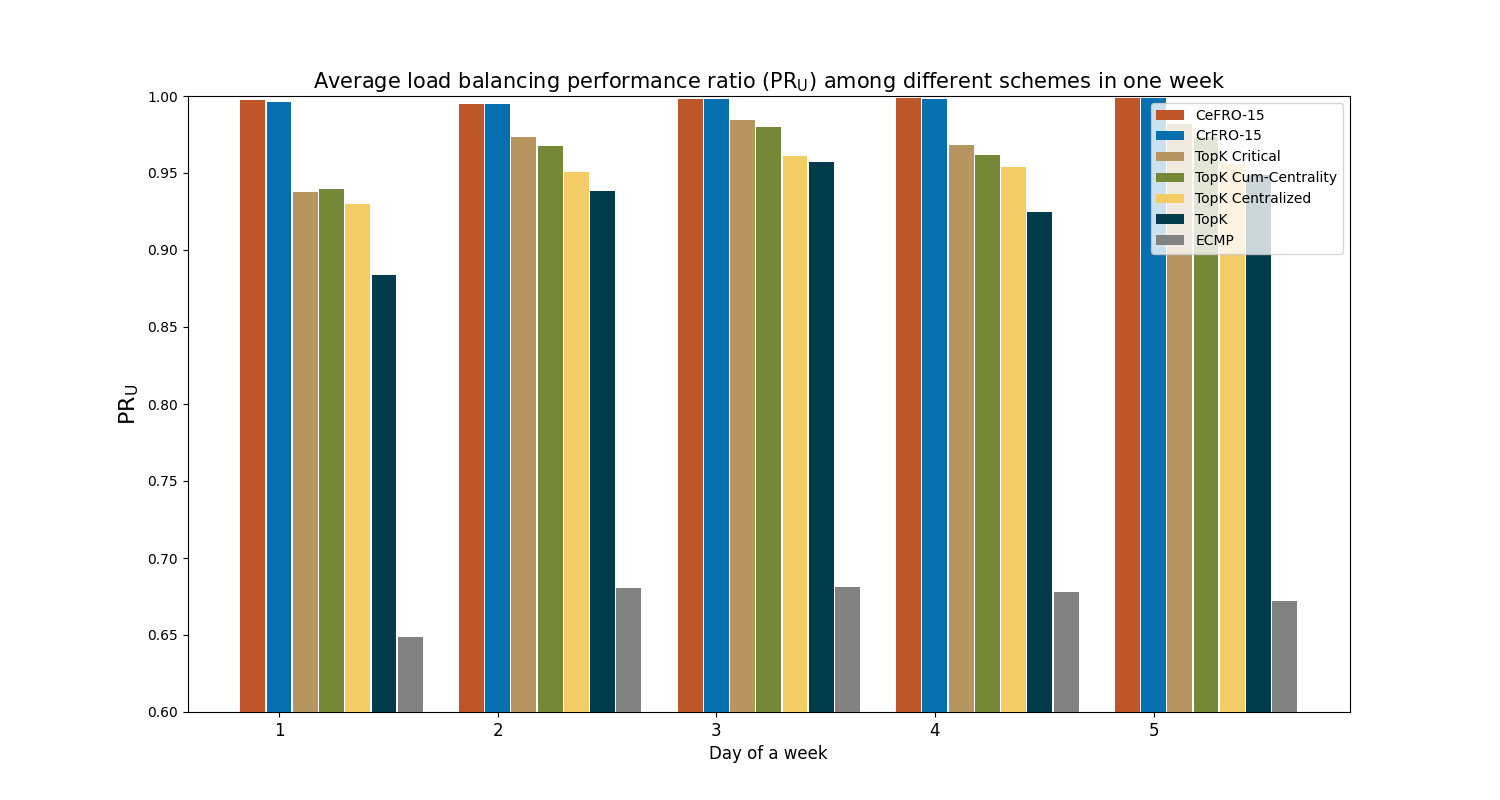 Average load balancing performance ratio (PR_U) among different schemes in one week
1.00
0.95
0.90
0.85
0.80
0.75
0.70
0.65
0.60
PR_U
1 2 3 4 5
Day of a week
CeFRO-15
CrFRO-15
TopK Critical
TopK Cum-Centrality
TopK Centralized
TopK
ECMP